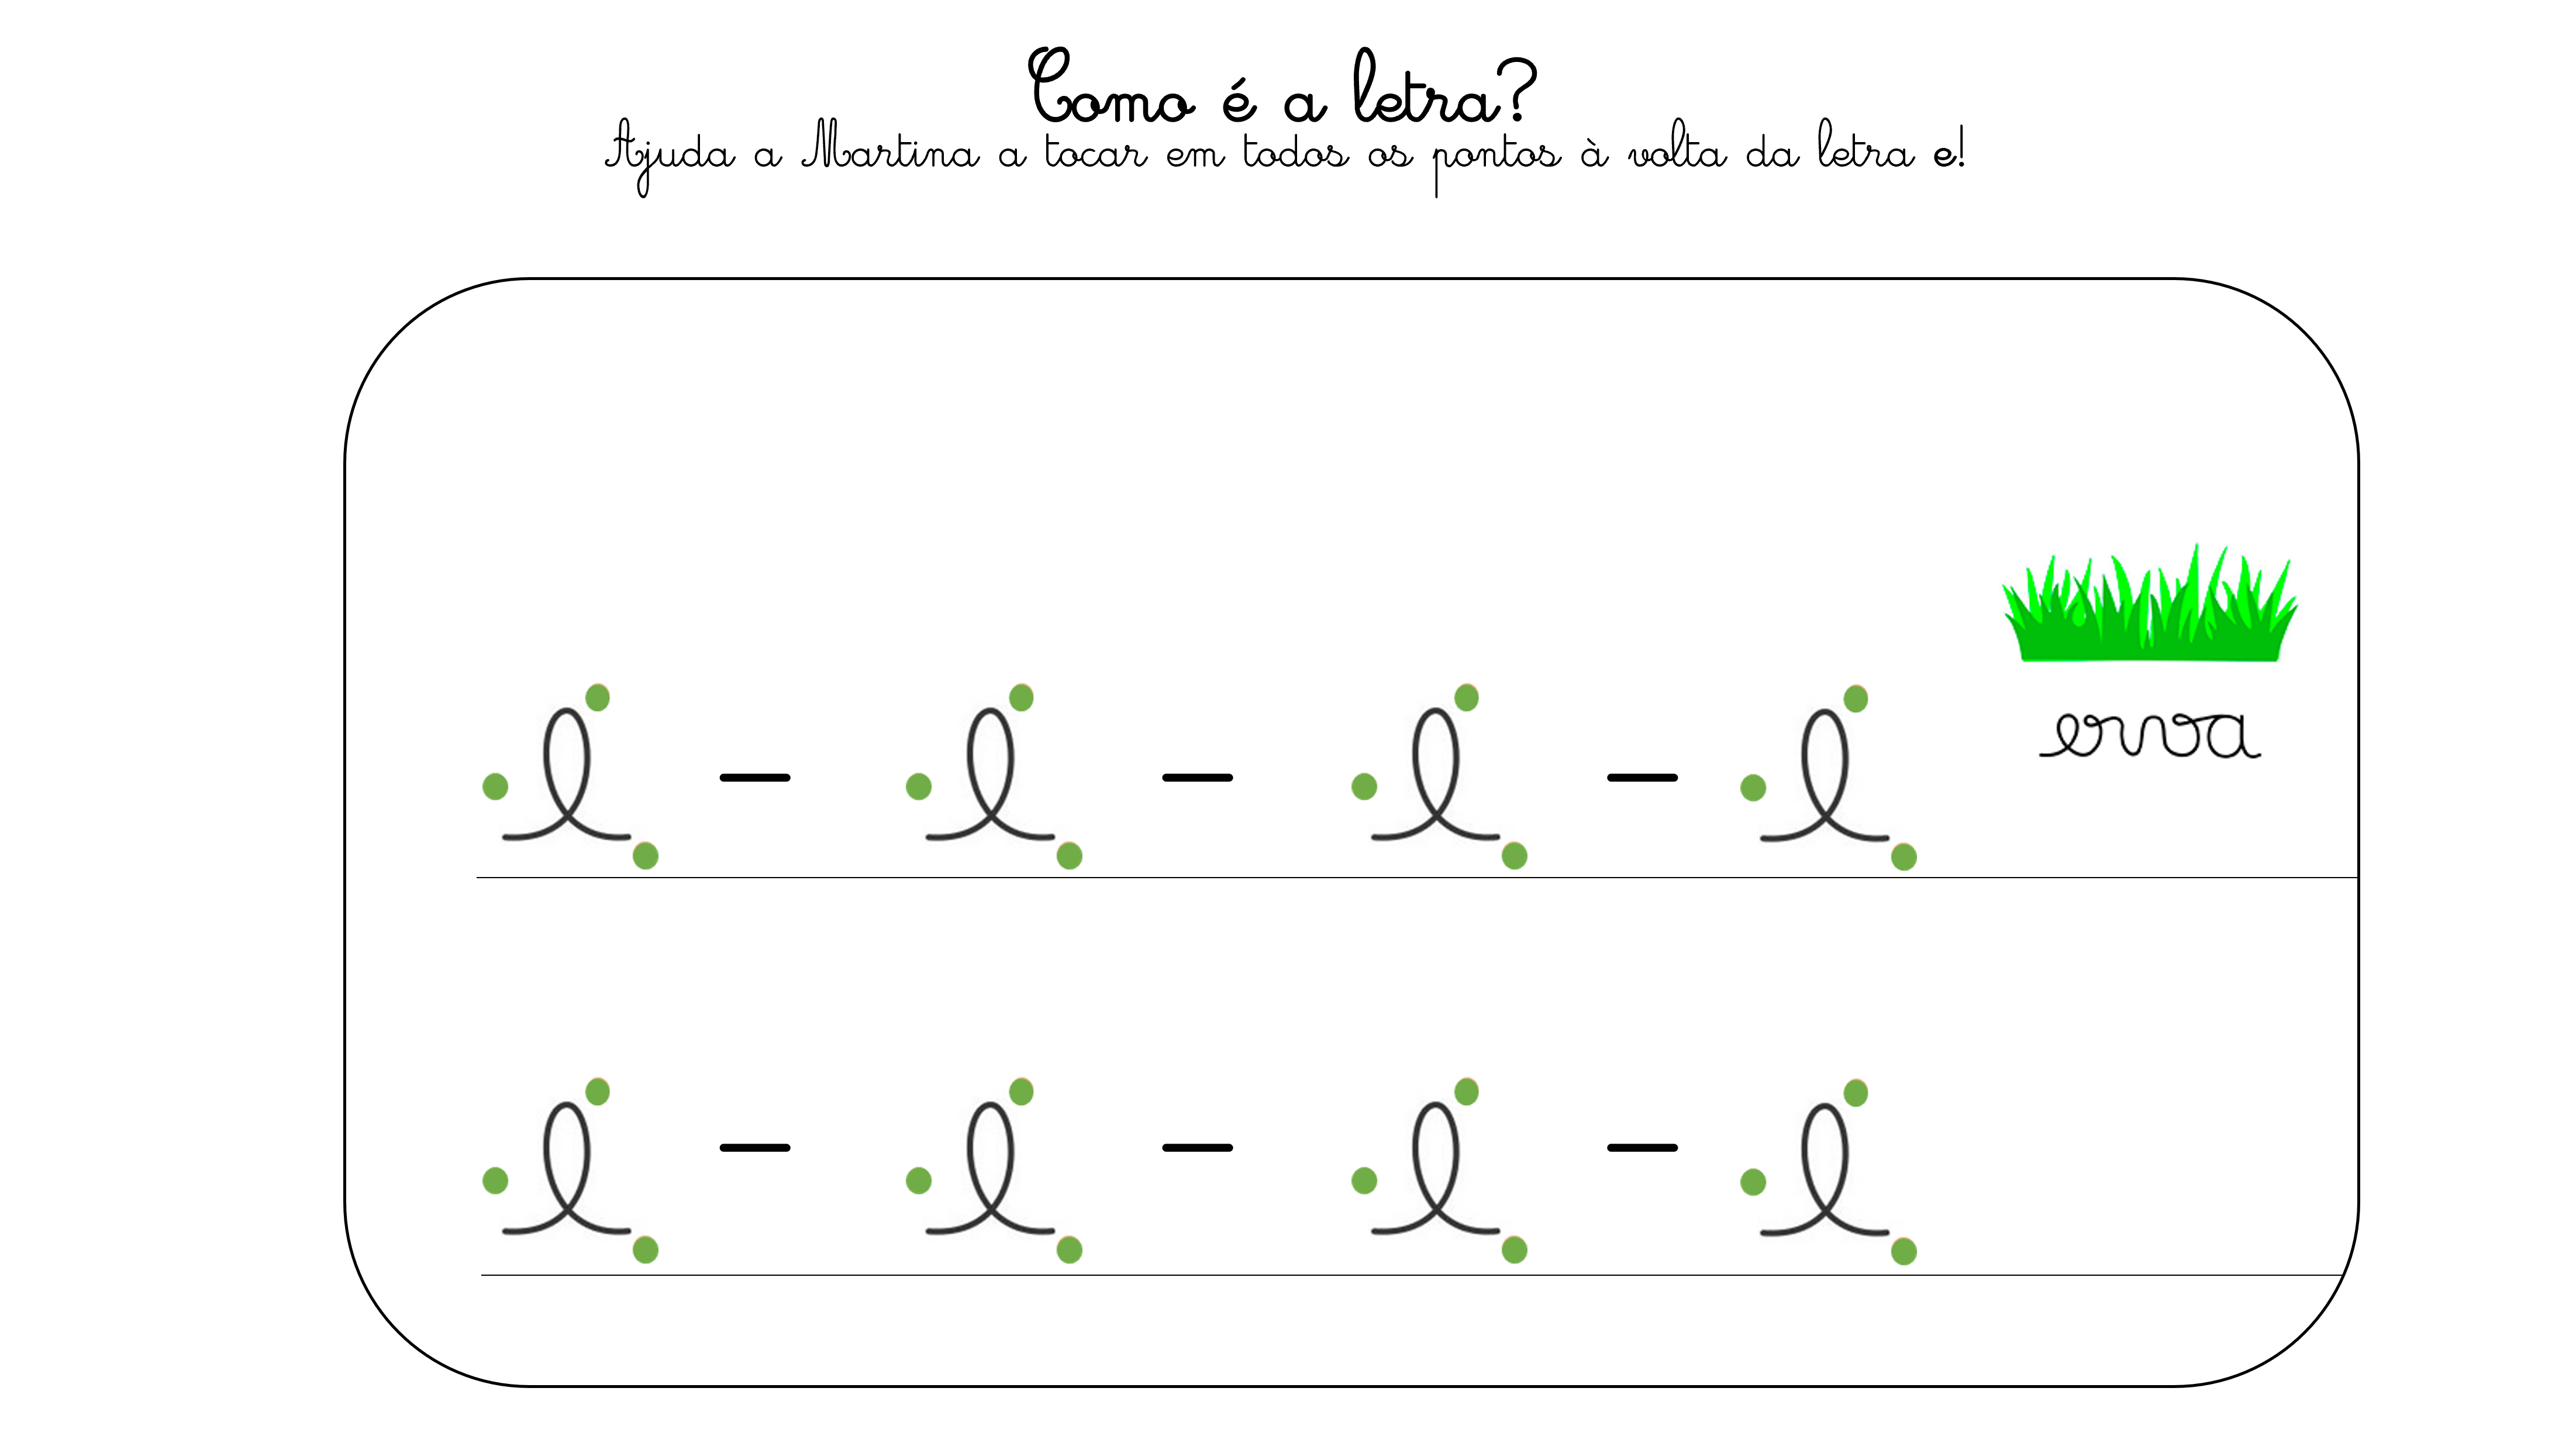 Como é a letra?
Ajuda a Martina a tocar em todos os pontos à volta da letra e!
erva
e - e - e - e
e - e - e - e